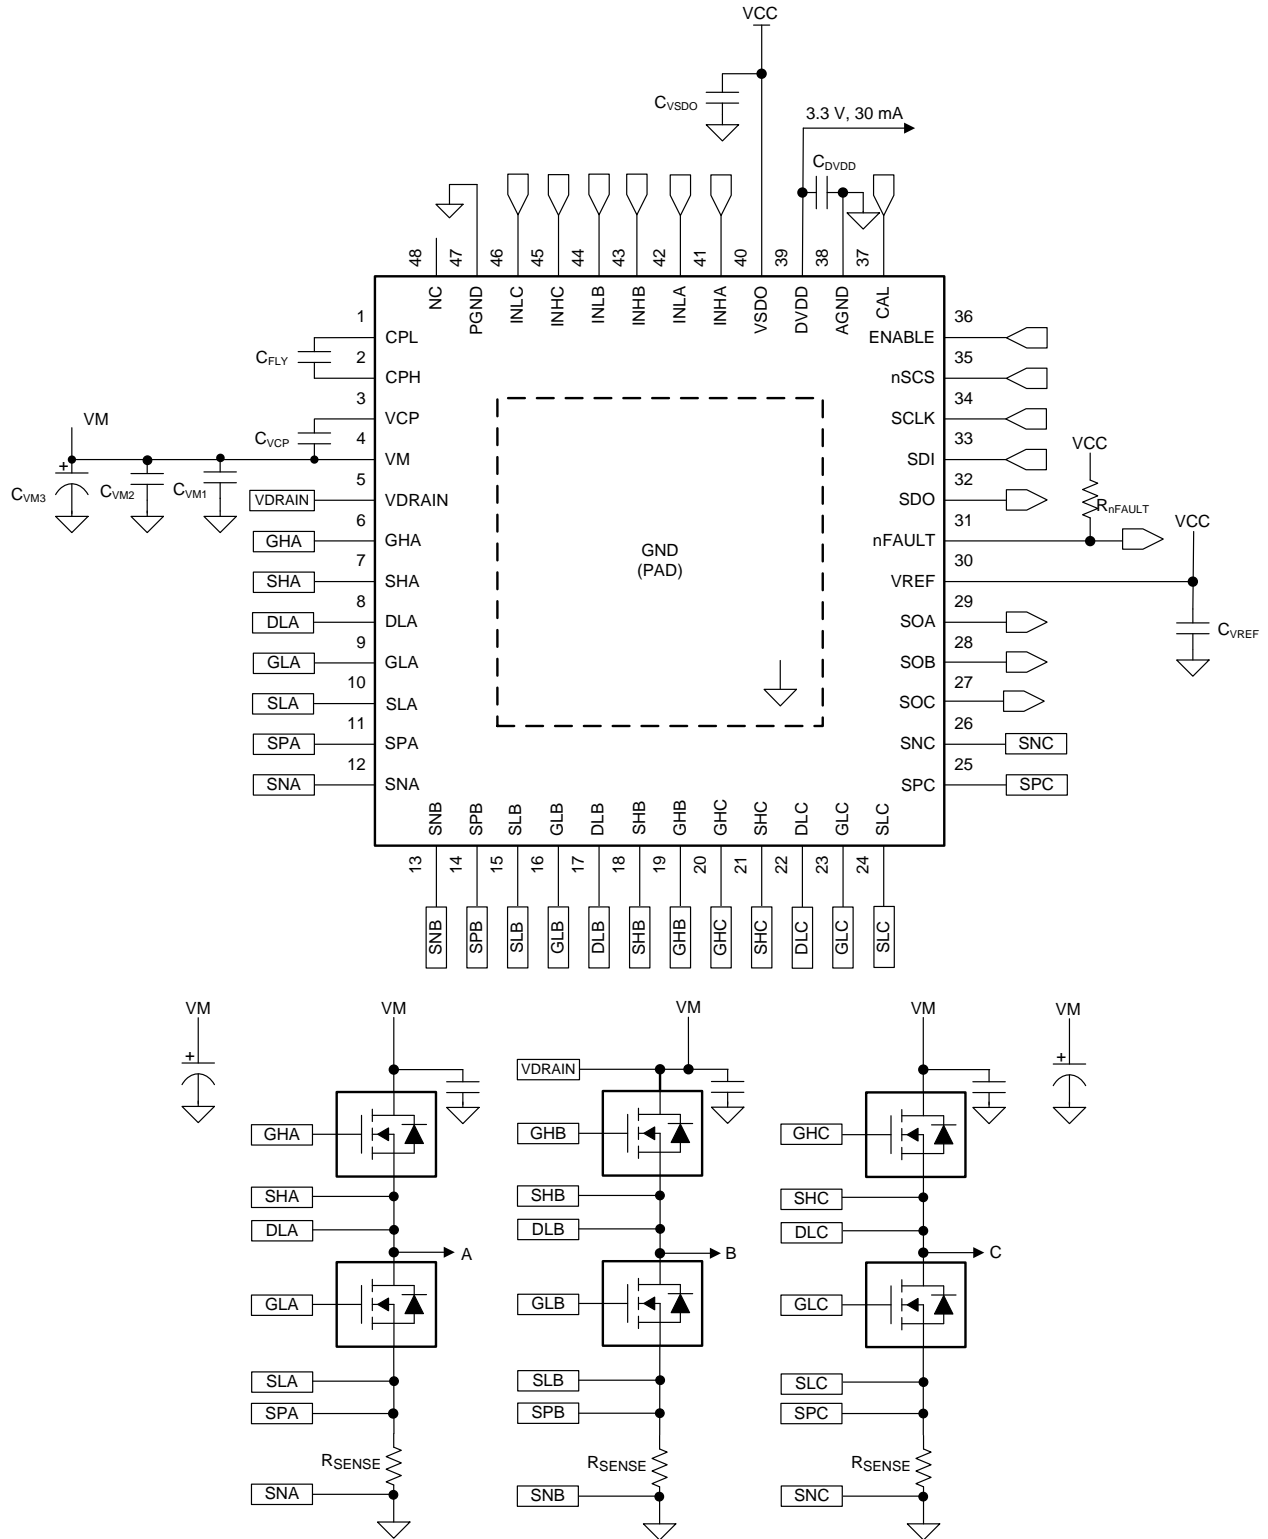 VCC
CVSDO
3.3 V, 30 mA
CDVDD
48 47 46 45 44 43 42 41 40 39 38 37
NC PGND INLC INHC INLB INHB INLA INHA VSDO DVDD AGND CAL
1 CPL
CFLY
2 CPH
3 VCP
VM
CVCP
4 VM
CVM3 CVM2 CVM1
5 VDRAIN VDRAIN
6 GHA GHA
7 SHA SHA
8 DLA DLA
9 GLA GLA
10 SLA SLA
11 SPA SPA
12 SNA SNA
GND
(PAD)
36 ENABLE
35 nSCS
34 SCLK
33 SDI
VCC
32 SDO
RnFAULT
31 nFAULT
VCC
30 VREF
29 SOA
CVREF
28 SOB
27 SOC
26 SNC SNC
25 SPC SPC
SNB SPB SLB GLB DLB SHB GHB GHC SHC DLC GLC SLC
13 14 15 16 17 18 19 20 21 22 23 24
SNB SPB SLB GLB DLB SHB GHB GHC SHC DLC GLC SLC
VM VM VM VM VM
+ +
VDRAIN
GHA GHB GHC
SHA SHB SHC
DLA DLB DLC
A B C
GLA GLB GLC
SLA SLB SLC
SPA SPB SPC
RSENSE RSENSE RSENSE
SNA SNB SNC